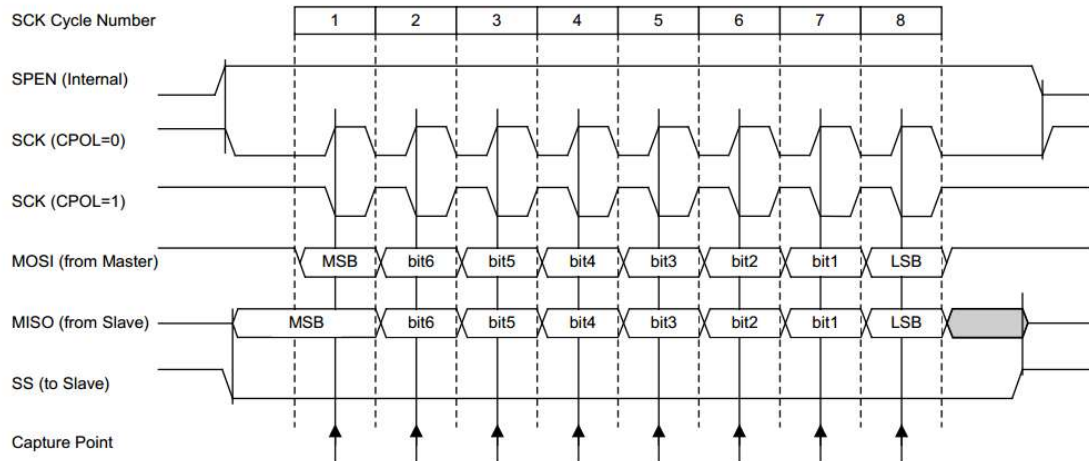 SCK Cycle Number 1 2 3 4 5 6 7 8
SPEN (Internal)
SCK (CPOL=0)
SCK (CPOL=1)
MOSI (from Master) MSB bit6 bit5 bit4 bit3 bit2 bit1 LSB
MISO (from Slave) MSB bit6 bit5 bit4 bit3 bit2 bit1 LSB
SS (to Slave)
Capture Point